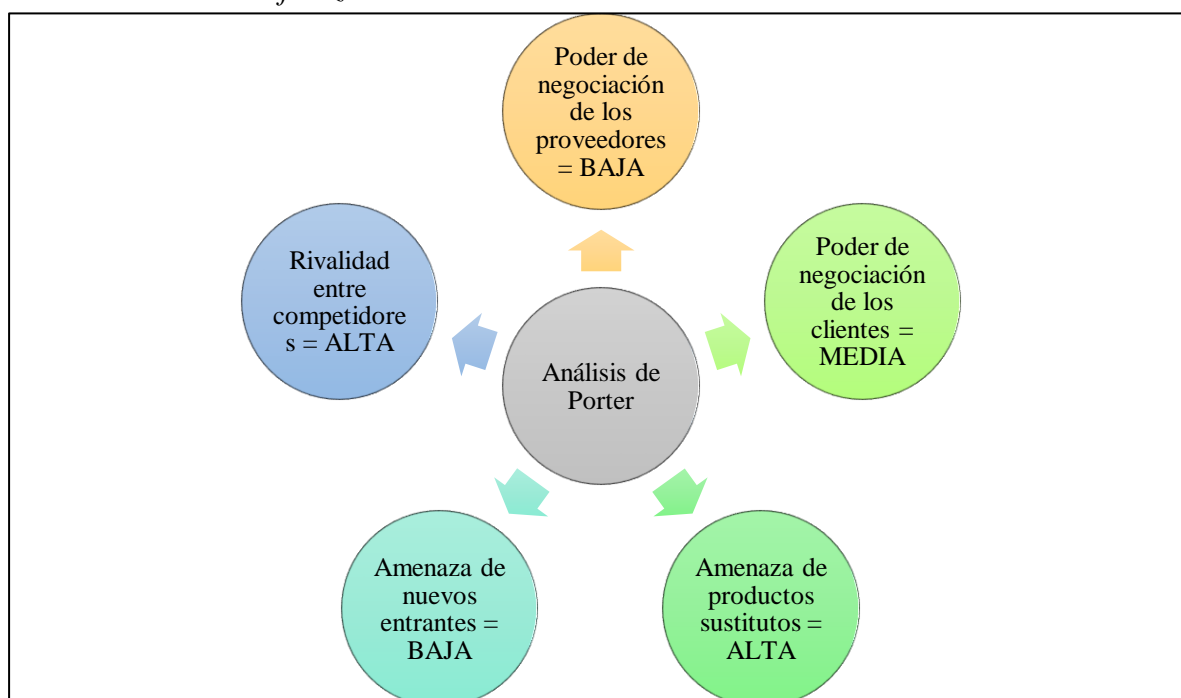 Poder de
negociación
de los
proveedores
= BAJA
Poder de
negociación
de los
clientes =
MEDIA
Amenaza de
productos
sustitutos =
ALTA
Amenaza de
nuevos
entrantes =
BAJA
Rivalidad
entre
competidore
s = ALTA
Análisis de
Porter